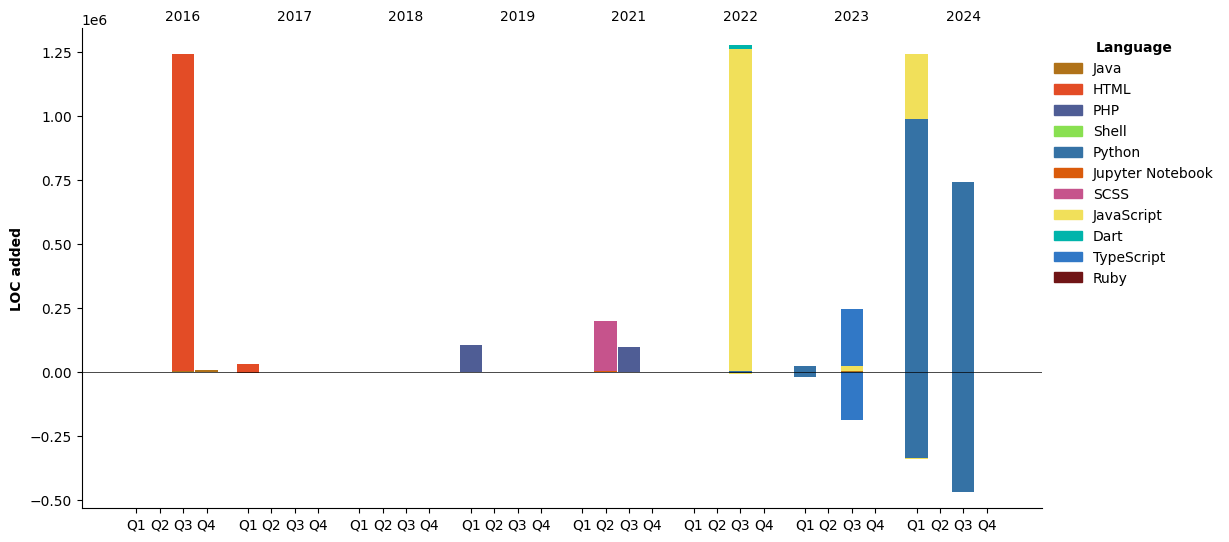 1e6
2016 2017 2018 2019 2021 2022 2023 2024
1.25
1.00
0.75
0.50
0.25
0.00
−0.25
−0.50
LOC added
Q1 Q2 Q3 Q4 Q1 Q2 Q3 Q4 Q1 Q2 Q3 Q4 Q1 Q2 Q3 Q4 Q1 Q2 Q3 Q4 Q1 Q2 Q3 Q4 Q1 Q2 Q3 Q4 Q1 Q2 Q3 Q4
Language
Java
HTML
PHP
Shell
Python
Jupyter Notebook
SCSS
JavaScript
Dart
TypeScript
Ruby